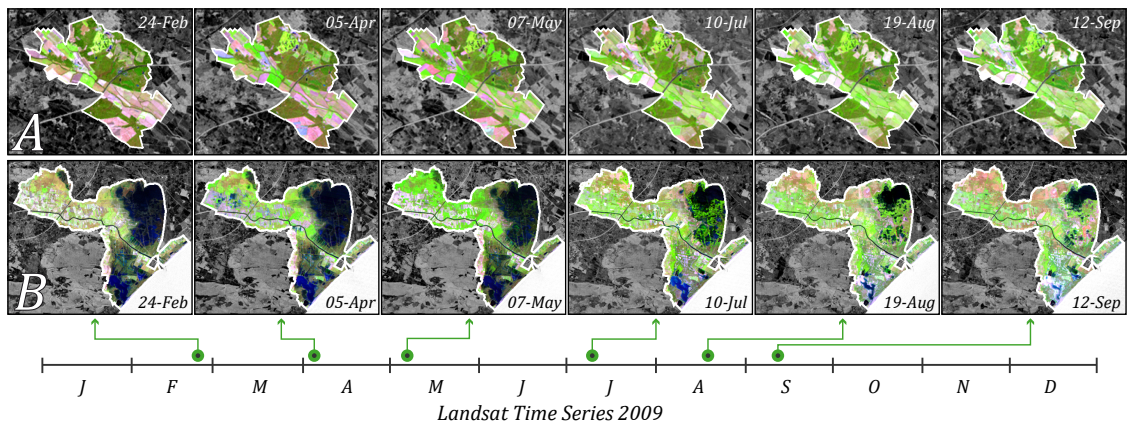 24-Feb 05-Apr 07-May 10-Jul 19-Aug 12-Sep
A
B
24-Feb 05-Apr 07-May 10-Jul 19-Aug 12-Sep
J F M A M J J A S O N D
Landsat Time Series 2009